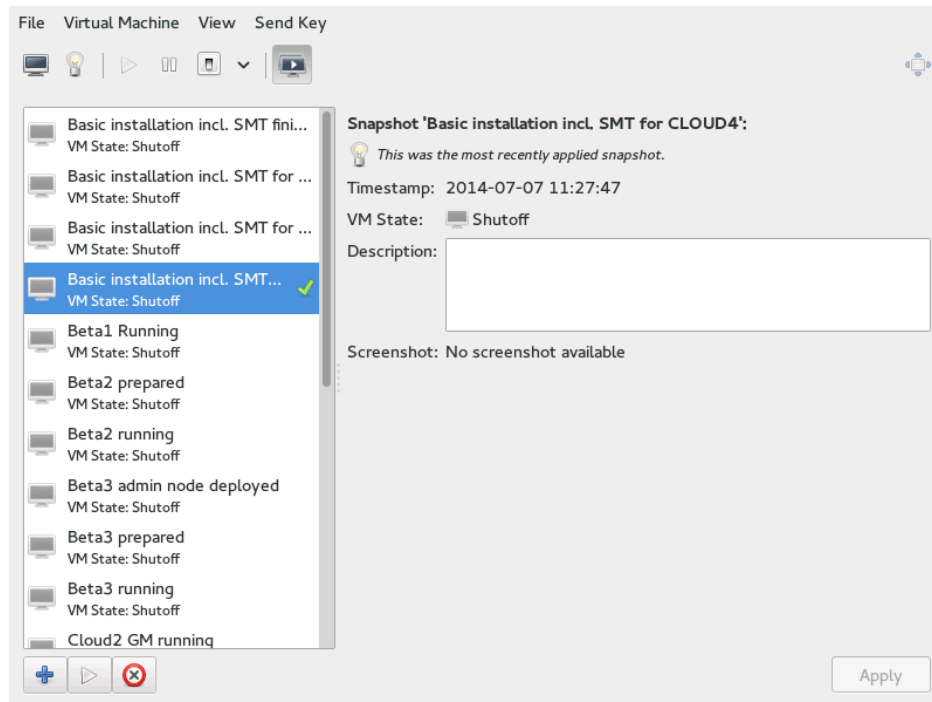 File Virtual Machine View Send Key
Basic installation incl. SMT fini...
VM State: Shutoff
Basic installation incl. SMT for ...
VM State: Shutoff
Basic installation incl. SMT for ...
VM State: Shutoff
Basic installation incl. SMT...
VM State: Shutoff
Beta1 Running
VM State: Shutoff
Beta2 prepared
VM State: Shutoff
Beta2 running
VM State: Shutoff
Beta3 admin node deployed
VM State: Shutoff
Beta3 prepared
VM State: Shutoff
Beta3 running
VM State: Shutoff
Cloud2 GM running
Snapshot 'Basic installation incl. SMT for CLOUD4':
This was the most recently applied snapshot.
Timestamp: 2014-07-07 11:27:47
VM State: Shutoff
Description:
Screenshot: No screenshot available
Apply